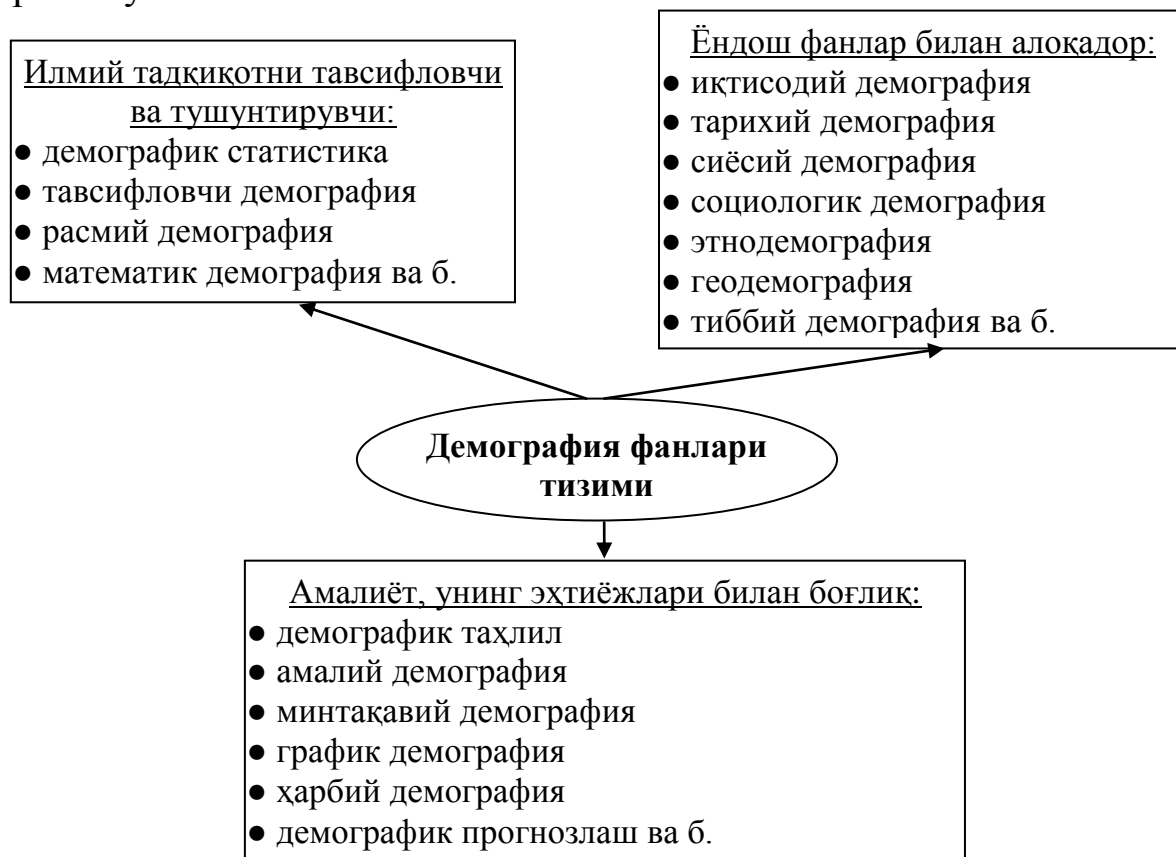 Илмий тадқиқотни тавсифловчи
ва тушунтирувчи:
● демографик статистика
● тавсифловчи демография
● расмий демография
● математик демография ва б.
Ёндош фанлар билан алоқадор:
● иқтисодий демография
● тарихий демография
● сиёсий демография
● социологик демография
● этнодемография
● геодемография
● тиббий демография ва б.
Демография фанлари
тизими
Амалиёт, унинг эҳтиёжлари билан боғлиқ:
● демографик таҳлил
● амалий демография
● минтақавий демография
● график демография
● ҳарбий демография
● демографик прогнозлаш ва б.